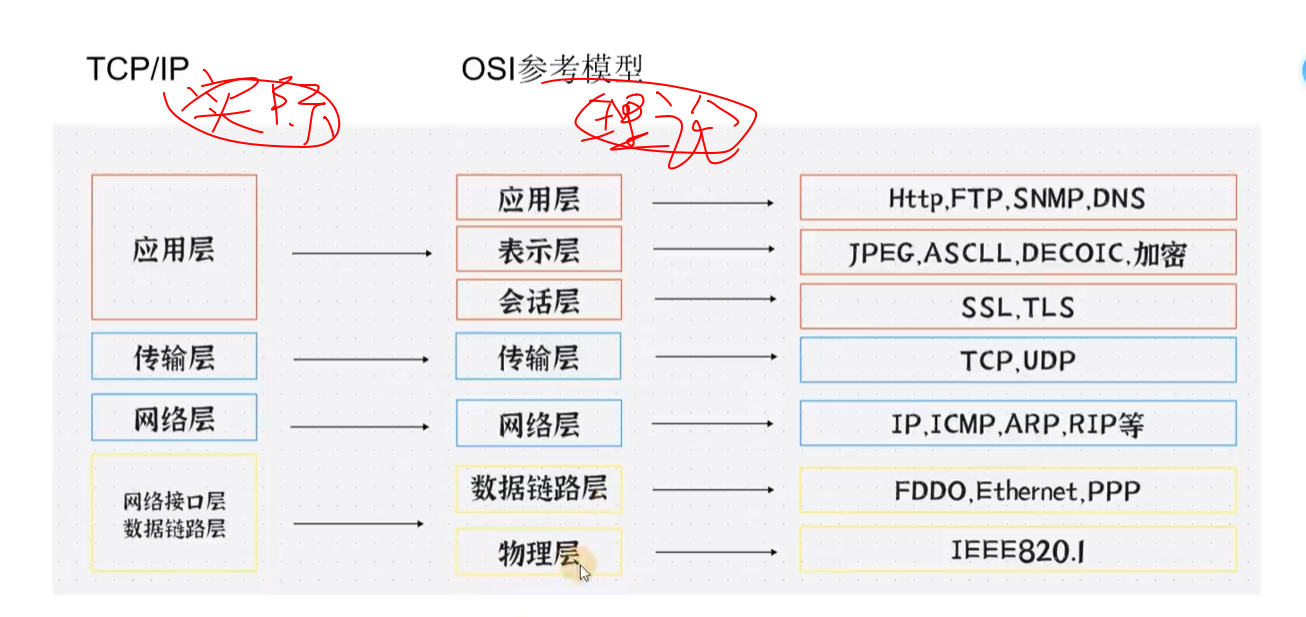 TCP/IP
OSI参考模型
实际
理论
应用层
应用层
Http,FTP,SNMP,DNS
表示层
JPEG,ASCLL,DECOIC,加密
会话层
SSL,TLS
传输层
传输层
TCP,UDP
网络层
网络层
IP,ICMP,ARP,RIP等
网络接口层
数据链路层
数据链路层
FDDO,Ethernet,PPP
物理层
IEEE820.1